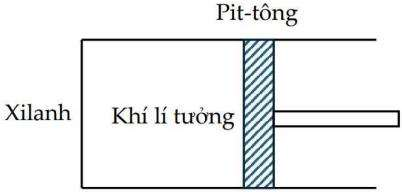 Pit-tông
Xilanh
Khí lí tưởng